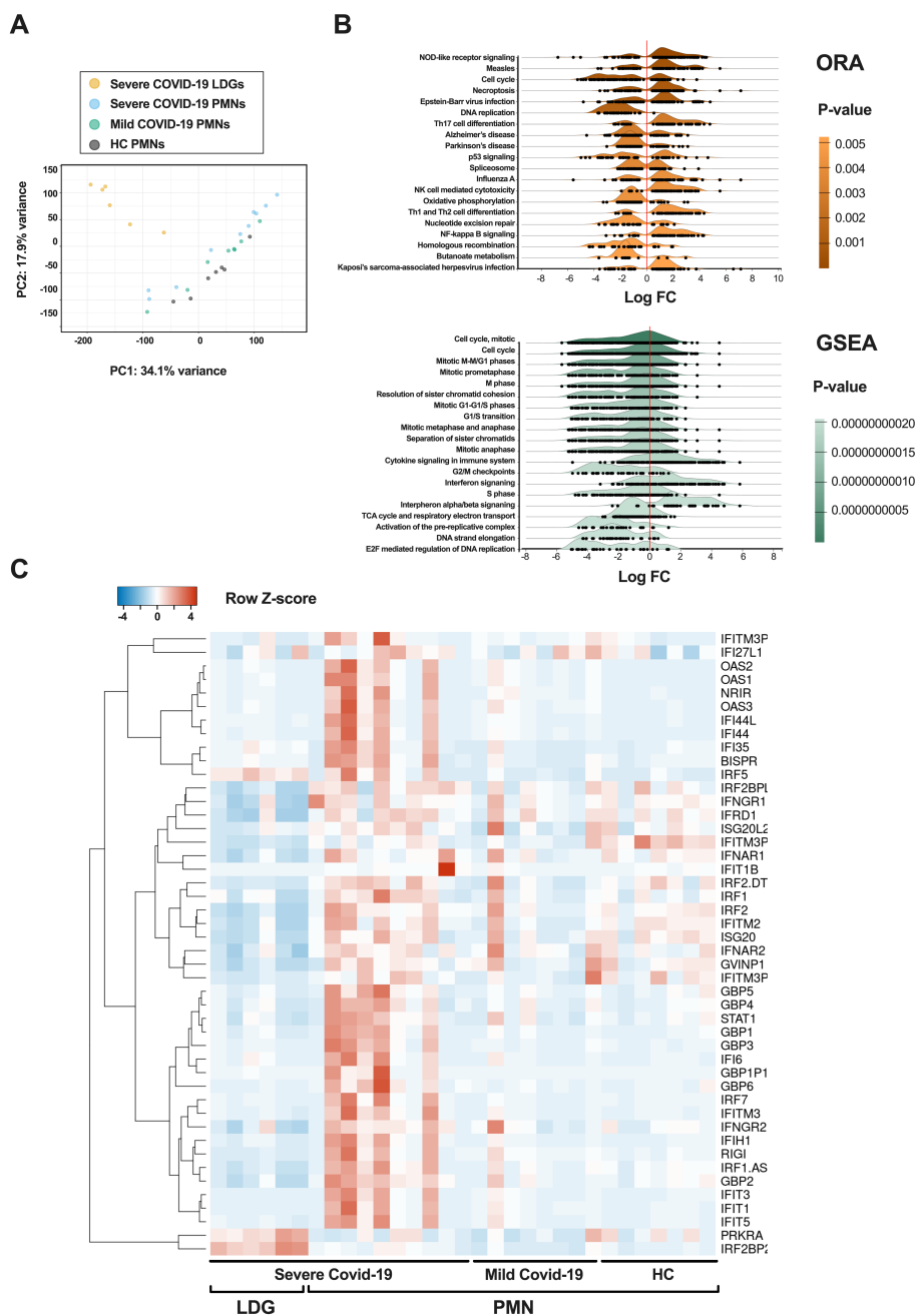 A
Severe COVID-19 LDGs
Severe COVID-19 PMNs
Mild COVID-19 PMNs
HC PMNs
PC2: 17.9% variance
150
100
50
0
-50
-100
-150
-200
-100
0
100
PC1: 34.1% variance
B
NOD-like receptor signaling
Measles
Cell cycle
Necroptosis
Epstein-Barr virus infection
DNA replication
Th17 cell differentiation
Alzheimer's disease
Parkinson's disease
p53 signaling
Spliceosome
Influenza A
NK cell mediated cytotoxicity
Oxidative phosphorylation
Th1 and Th2 cell differentiation
Nucleotide excision repair
NF-kappa B signaling
Homologous recombination
Butanoate metabolism
Kaposi's sarcoma-associated herpesvirus infection
-8 -6 -4 -2 0 2 4 6 8 10
Log FC
ORA
P-value
0.005
0.004
0.003
0.002
0.001
Cell cycle, mitotic
Cell cycle
Mitotic M-M/G1 phases
Mitotic prometaphase
M phase
Resolution of sister chromatid cohesion
Mitotic G1-G1/S phases
G1/S transition
Mitotic metaphase and anaphase
Separation of sister chromatids
Mitotic anaphase
Cytokine signaling in immune system
G2/M checkpoints
Interferon signaning
S phase
Interpheron alpha/beta signaning
TCA cycle and respiratory electron transport
Activation of the pre-replicative complex
DNA strand elongation
E2F mediated regulation of DNA replication
-8 -6 -4 -2 0 2 4 6 8
Log FC
GSEA
P-value
0.00000000020
0.00000000015
0.00000000010
0.0000000005
C
-4 0 4
Row Z-score
IFITM3P
IFI27L1
OAS2
OAS1
NRIR
OAS3
IFI44L
IFI44
IFI35
BISPR
IRF5
IRF2BPL
IFNGR1
IFRD1
ISG20L2
IFITM3P
IFNAR1
IFIT1B
IRF2.DT
IRF1
IRF2
IFITM2
ISG20
IFNAR2
GVINP1
IFITM3P
GBP5
GBP4
STAT1
GBP1
GBP3
IFI6
GBP1P1
GBP6
IRF7
IFITM3
IFNGR2
IFIH1
RIGI
IRF1.AS
GBP2
IFIT3
IFIT1
IFIT5
PRKRA
IRF2BP2
Severe Covid-19
Mild Covid-19
HC
LDG
PMN